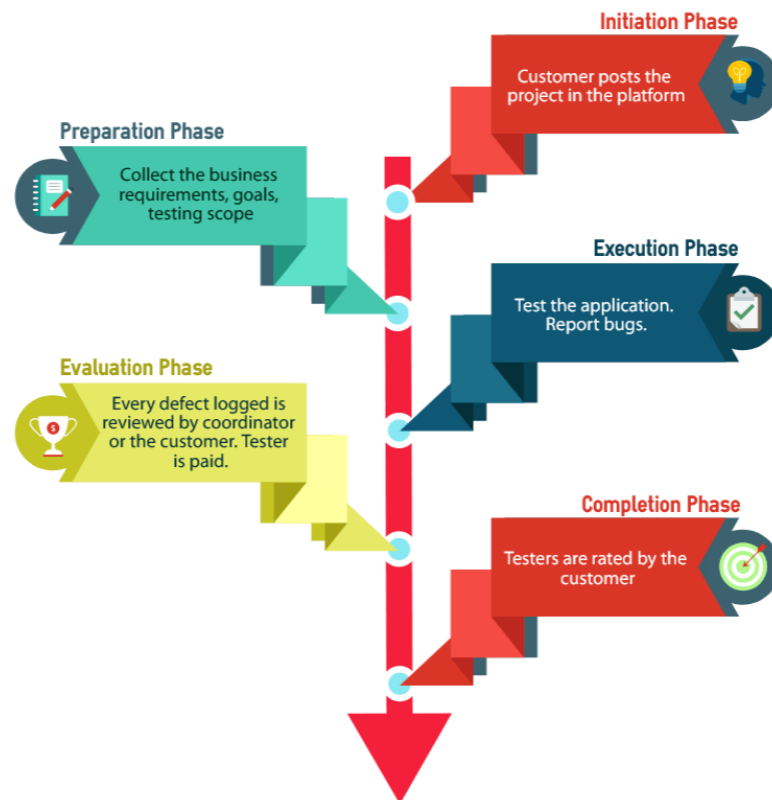 Initiation Phase
Customer posts the
project in the platform
Preparation Phase
Collect the business
requirements, goals,
testing scope
Execution Phase
Test the application.
Report bugs.
Evaluation Phase
Every defect logged is
reviewed by coordinator
or the customer. Tester
is paid.
$
Completion Phase
Testers are rated by the
customer